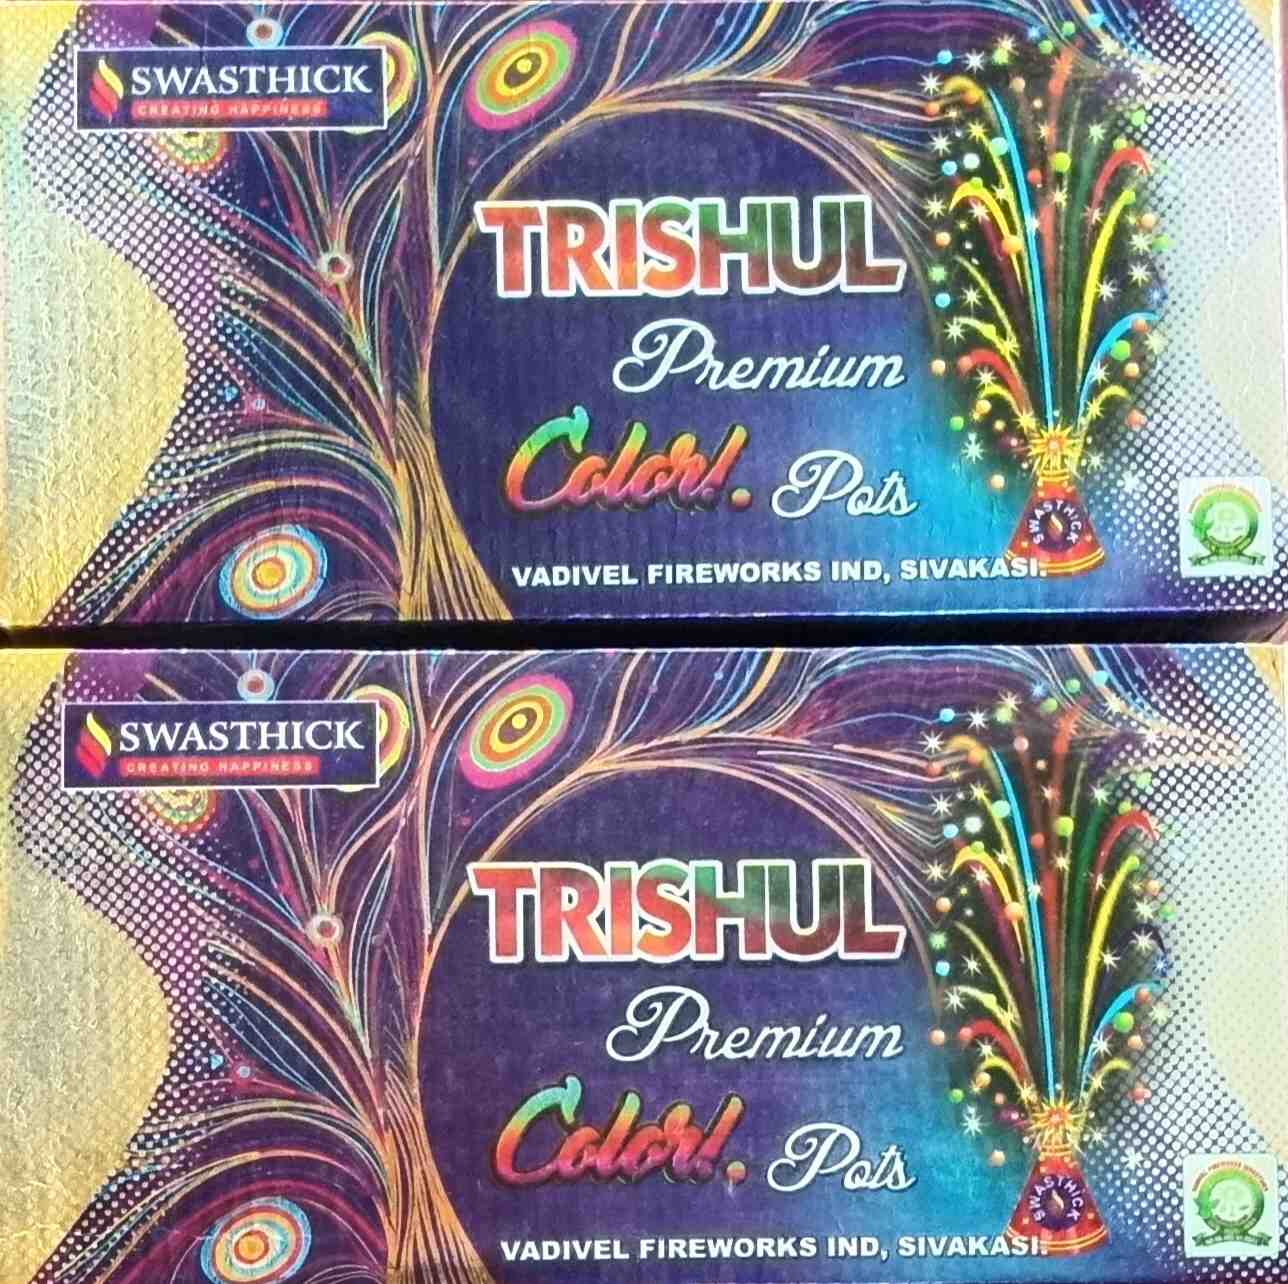 SWASTHICK
CREATING HAPPINESS
TRISHUL
Premium
Color!. Pots
SWASTHICK
VADIVEL FIREWORKS IND, SIVAKASI.
SWASTHICK
CREATING HAPPINESS
TRISHUL
Premium
Color!. Pots
SWASTHICK
VADIVEL FIREWORKS IND, SIVAKASI.